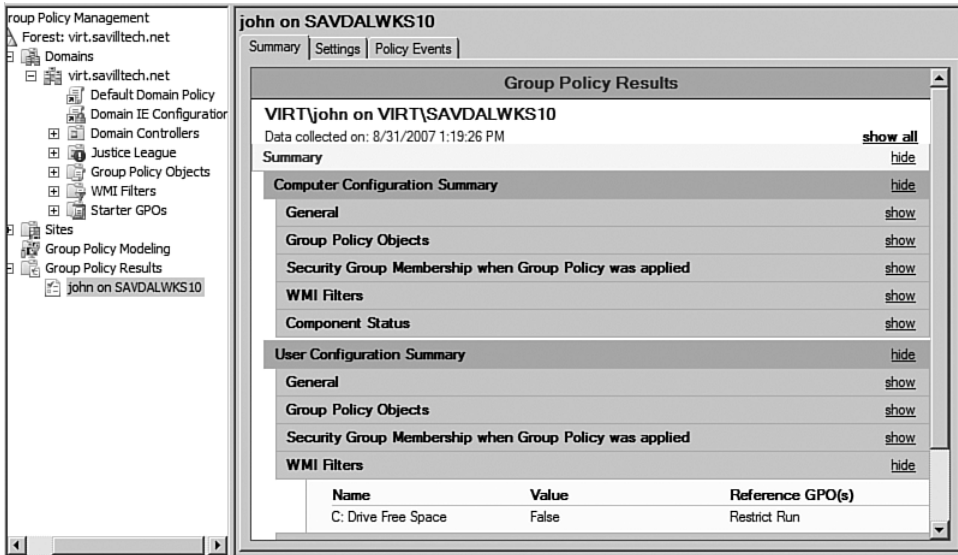 roup Policy Management
Forest: virt.savilltech.net
Domains
virt.savilltech.net
Default Domain Policy
Domain IE Configuration
Domain Controllers
Justice League
Group Policy Objects
WMI Filters
Starter GPOs
Sites
Group Policy Modeling
Group Policy Results
john on SAVDALWKS10
john on SAVDALWKS10
Summary Settings Policy Events
Group Policy Results
VIRT\john on VIRT\SAVDALWKS10
Data collected on: 8/31/2007 1:19:26 PM show all
Summary hide
Computer Configuration Summary hide
General show
Group Policy Objects show
Security Group Membership when Group Policy was applied show
WMI Filters show
Component Status show
User Configuration Summary hide
General show
Group Policy Objects show
Security Group Membership when Group Policy was applied show
WMI Filters hide
Name Value Reference GPO(s)
C: Drive Free Space False Restrict Run